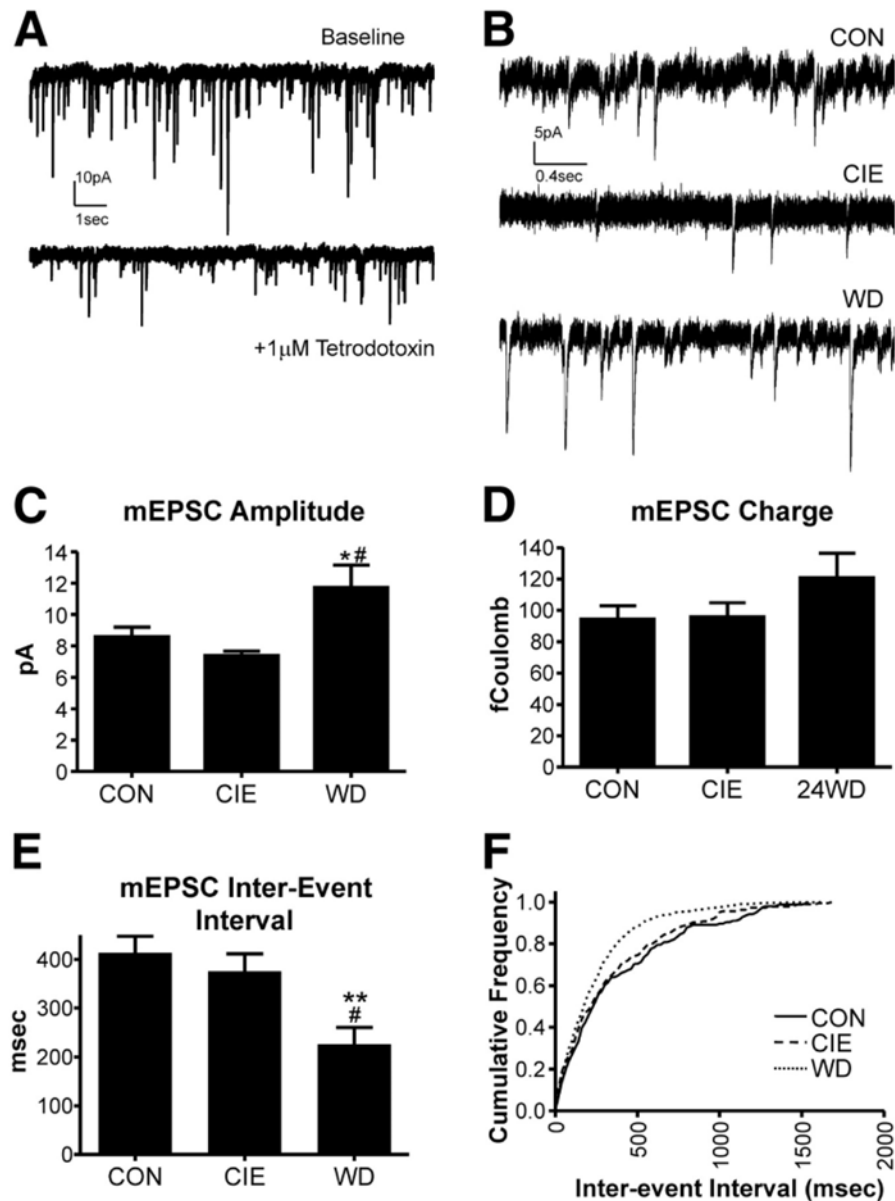 A
Baseline
10pA
1sec
+1μM Tetrodotoxin
B
CON
5pA
0.4sec
CIE
WD
C
mEPSC Amplitude
pA
14
12
10
8
6
4
2
0
*#
CON CIE WD
D
mEPSC Charge
fCoulomb
140
120
100
80
60
40
20
0
CON CIE 24WD
E
mEPSC Inter-Event
Interval
msec
400
300
200
100
0
**
#
CON CIE WD
F
Cumulative Frequency
1.0
0.8
0.6
0.4
0.2
0.0
CON
CIE
WD
0 500 1000 1500 2000
Inter-event Interval (msec)